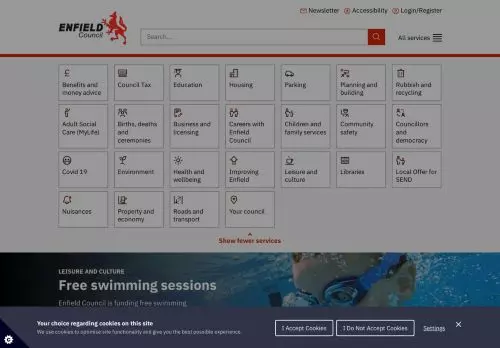 Newsletter
Accessibility
Login/Register
ENFIELD
Council
Search...
All services
Benefits and
money advice
Council Tax
Education
Housing
Parking
Planning and
building
Rubbish and
recycling
Adult Social
Care (MyLife)
Births, deaths
and
ceremonies
Business and
licensing
Careers with
Enfield
Council
Children and
family services
Community
safety
Councillors
and
democracy
Covid 19
Environment
Health and
wellbeing
Improving
Enfield
Leisure and
culture
Libraries
Local Offer for
SEND
Nuisances
Property and
economy
Roads and
transport
Your council
Show fewer services
LEISURE AND CULTURE
Free swimming sessions
Enfield Council is funding free swimming
Your choice regarding cookies on this site
We use cookies to optimise site functionality and give you the best possible experience.
I Accept Cookies
I Do Not Accept Cookies
Settings